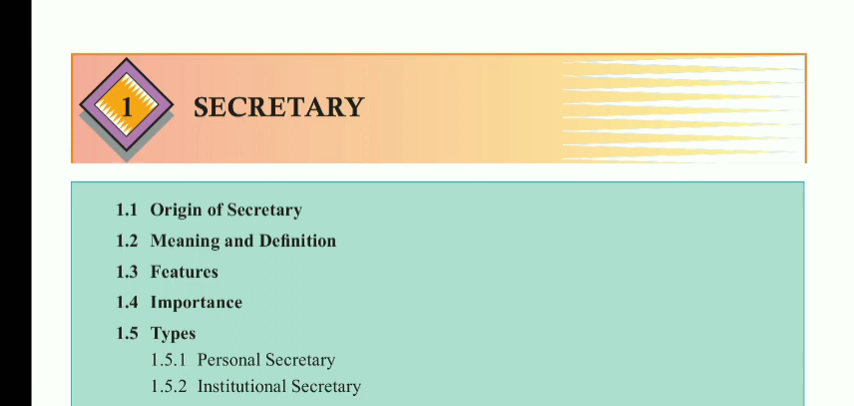 1 SECRETARY
1.1 Origin of Secretary
1.2 Meaning and Definition
1.3 Features
1.4 Importance
1.5 Types
1.5.1 Personal Secretary
1.5.2 Institutional Secretary